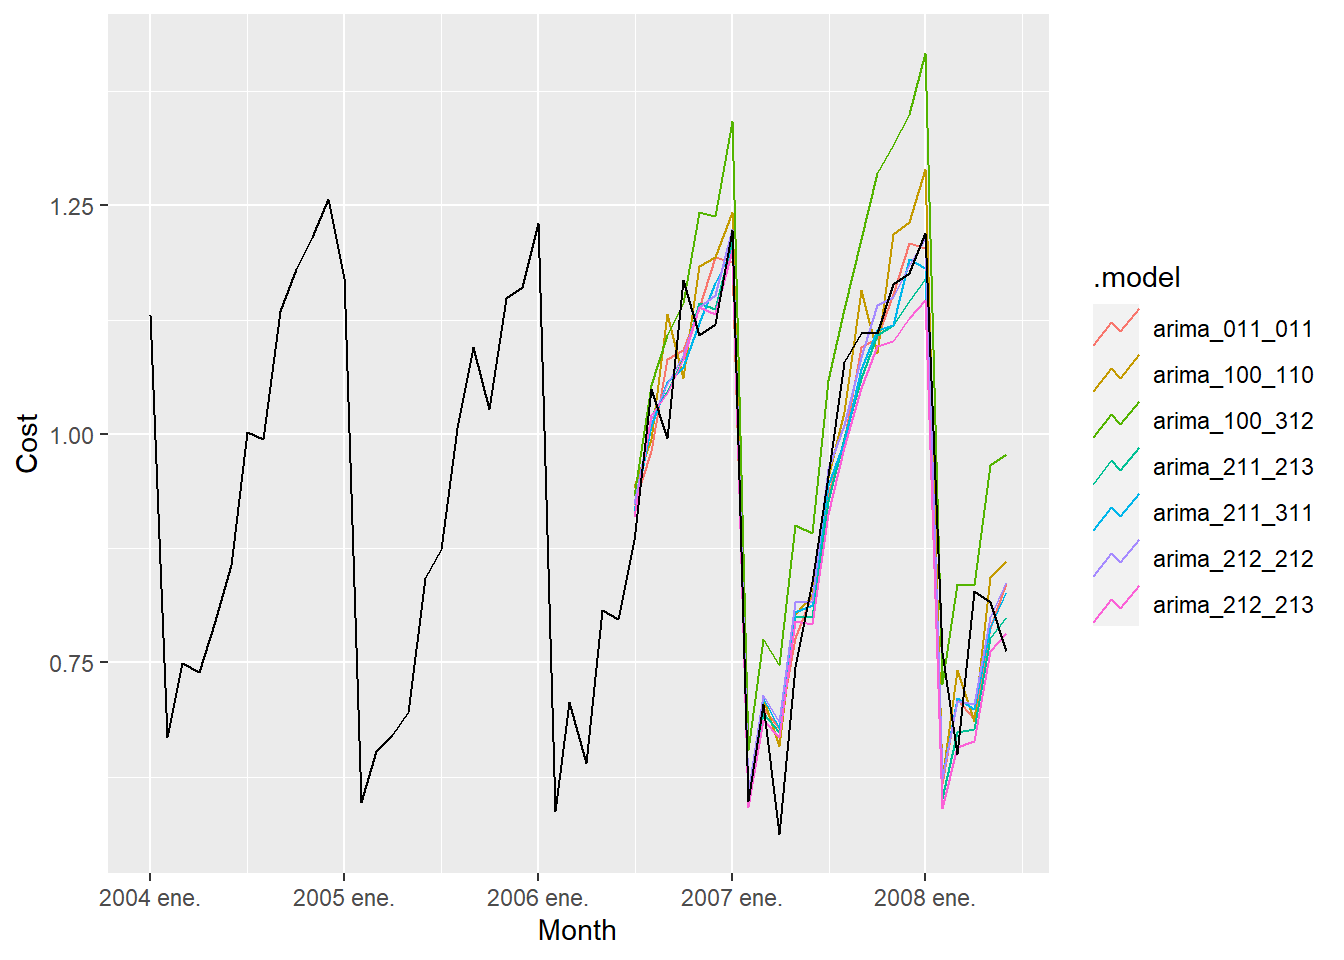 Cost
1.25
1.00
0.75
2004 ene.
2005 ene.
2006 ene.
2007 ene.
2008 ene.
Month
.model
arima_011_011
arima_100_110
arima_100_312
arima_211_213
arima_211_311
arima_212_212
arima_212_213